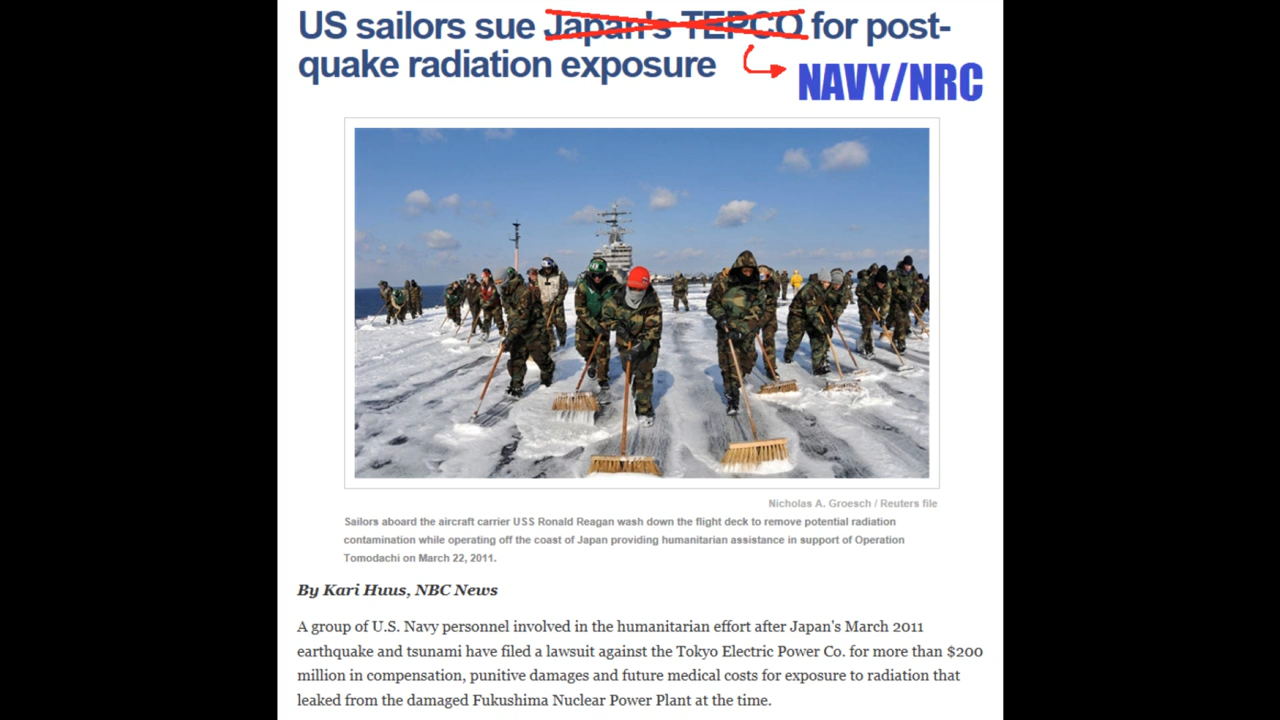 US sailors sue Japan's TEPCO for post-
quake radiation exposure
NAVY/NRC
Nicholas A. Groesch / Reuters file
Sailors aboard the aircraft carrier USS Ronald Reagan wash down the flight deck to remove potential radiation
contamination while operating off the coast of Japan providing humanitarian assistance in support of Operation
Tomodachi on March 22, 2011.
By Kari Huus, NBC News
A group of U.S. Navy personnel involved in the humanitarian effort after Japan's March 2011
earthquake and tsunami have filed a lawsuit against the Tokyo Electric Power Co. for more than $200
million in compensation, punitive damages and future medical costs for exposure to radiation that
leaked from the damaged Fukushima Nuclear Power Plant at the time.